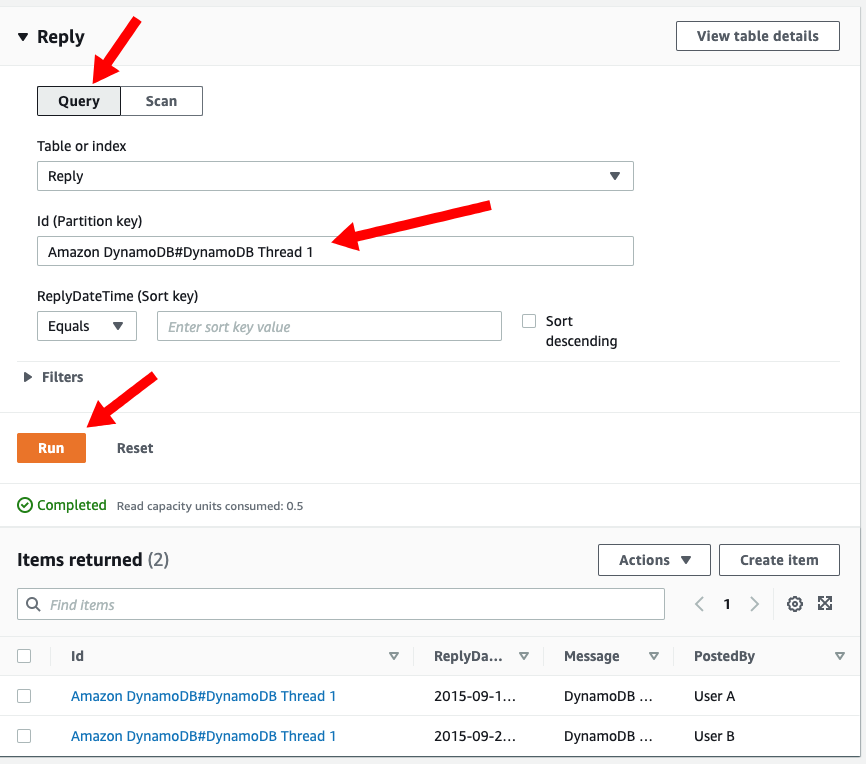 Reply
View table details
Query Scan
Table or index
Reply
Id (Partition key)
Amazon DynamoDB#DynamoDB Thread 1
ReplyDateTime (Sort key)
Equals Enter sort key value Sort
descending
Filters
Run Reset
Completed Read capacity units consumed: 0.5
Items returned (2) Actions Create item
Find items 1
Id ReplyDa... Message PostedBy
Amazon DynamoDB#DynamoDB Thread 1 2015-09-1... DynamoDB ... User A
Amazon DynamoDB#DynamoDB Thread 1 2015-09-2... DynamoDB ... User B